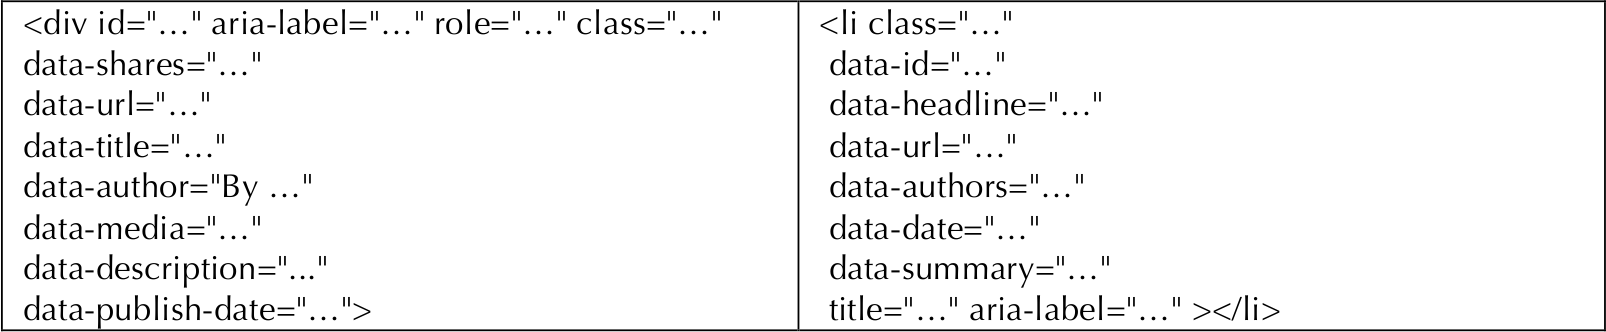 <div id="…" aria-label="…" role="…" class="…"
data-shares="…"
data-url="…"
data-title="…"
data-author="By …"
data-media="…"
data-description="..."
data-publish-date="…">
<li class="…"
data-id="…"
data-headline="…"
data-url="…"
data-authors="…"
data-date="…"
data-summary="…"
title="…" aria-label="…" ></li>